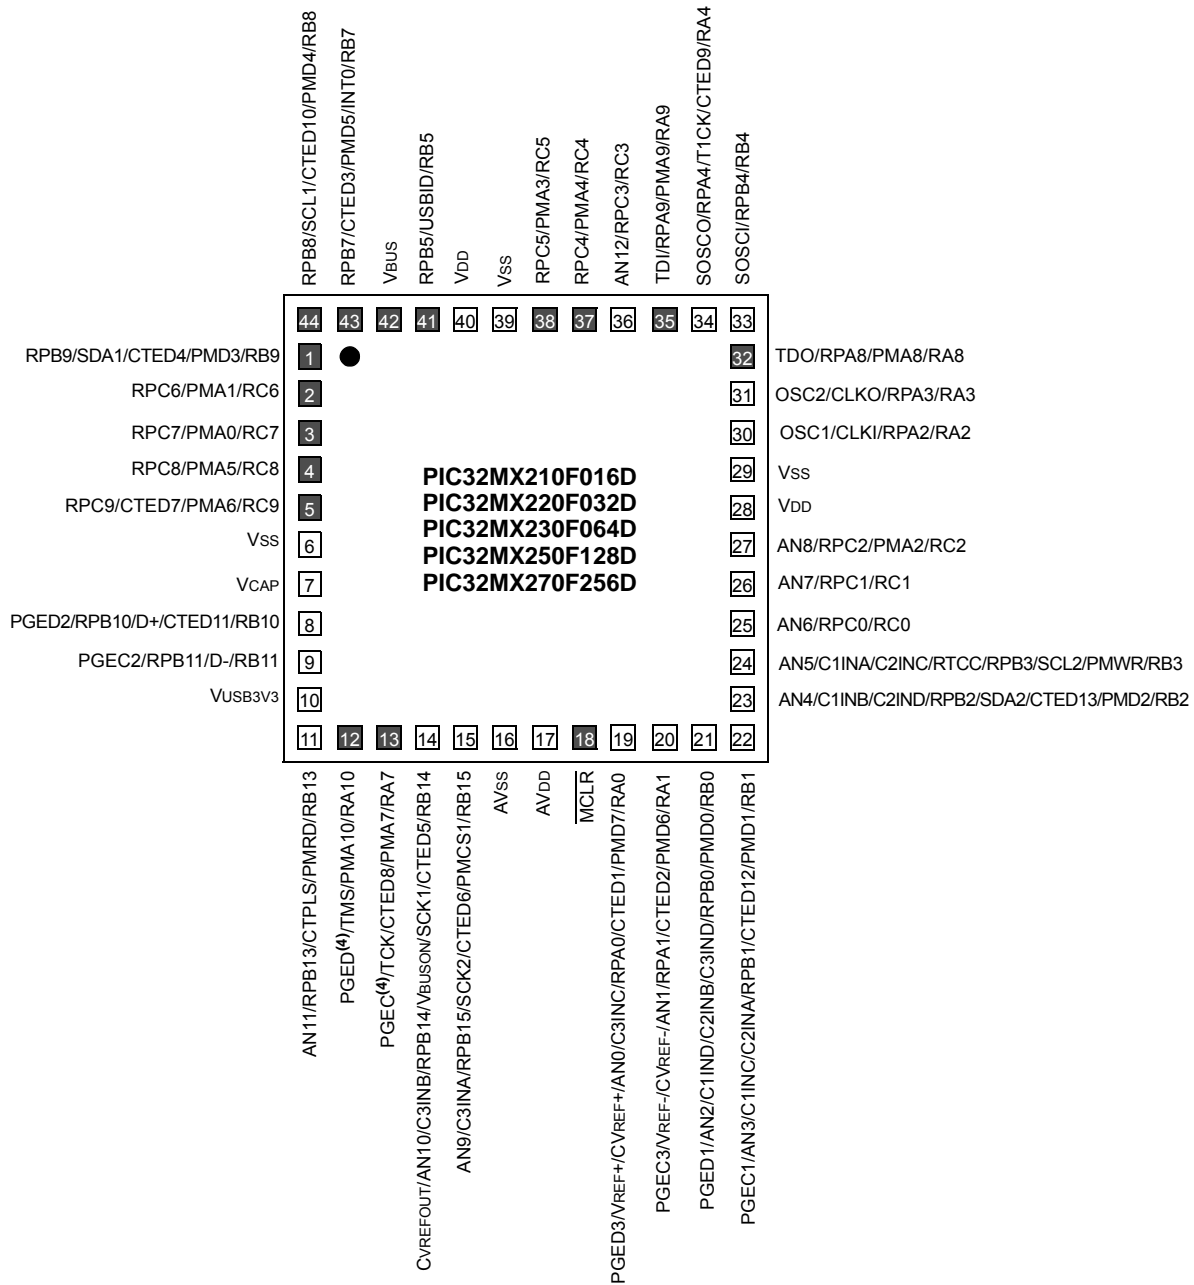 RPB8/SCL1/CTED10/PMD4/RB8
RPB7/CTED3/PMD5/INT0/RB7
VBUS
RPB5/USBID/RB5
VDD
VSS
RPC5/PMA3/RC5
RPC4/PMA4/RC4
AN12/RPC3/RC3
TDI/RPA9/PMA9/RA9
SOSCO/RPA4/T1CK/CTED9/RA4
SOSCI/RPB4/RB4
44 43 42 41 40 39 38 37 36 35 34 33
RPB9/SDA1/CTED4/PMD3/RB9 1
RPC6/PMA1/RC6 2
RPC7/PMA0/RC7 3
RPC8/PMA5/RC8 4
RPC9/CTED7/PMA6/RC9 5
VSS 6
VCAP 7
PGED2/RPB10/D+/CTED11/RB10 8
PGEC2/RPB11/D-/RB11 9
VUSB3V3 10
PIC32MX210F016D
PIC32MX220F032D
PIC32MX230F064D
PIC32MX250F128D
PIC32MX270F256D
32 TDO/RPA8/PMA8/RA8
31 OSC2/CLKO/RPA3/RA3
30 OSC1/CLKI/RPA2/RA2
29 VSS
28 VDD
27 AN8/RPC2/PMA2/RC2
26 AN7/RPC1/RC1
25 AN6/RPC0/RC0
24 AN5/C1INA/C2INC/RTCC/RPB3/SCL2/PMWR/RB3
23 AN4/C1INB/C2IND/RPB2/SDA2/CTED13/PMD2/RB2
11 12 13 14 15 16 17 18 19 20 21 22
AN11/RPB13/CTPLS/PMRD/RB13
PGED(4)/TMS/PMA10/RA10
PGEC(4)/TCK/CTED8/PMA7/RA7
CVREFOUT/AN10/C3INB/RPB14/VBUSON/SCK1/CTED5/RB14
AN9/C3INA/RPB15/SCK2/CTED6/PMCS1/RB15
AVSS
AVDD
MCLR
PGED3/VREF+/CVREF+/AN0/C3INC/RPA0/CTED1/PMD7/RA0
PGEC3/VREF-/CVREF-/AN1/RPA1/CTED2/PMD6/RA1
PGED1/AN2/C1IND/C2INB/C3IND/RPB0/PMD0/RB0
PGEC1/AN3/C1INC/C2INA/RPB1/CTED12/PMD1/RB1